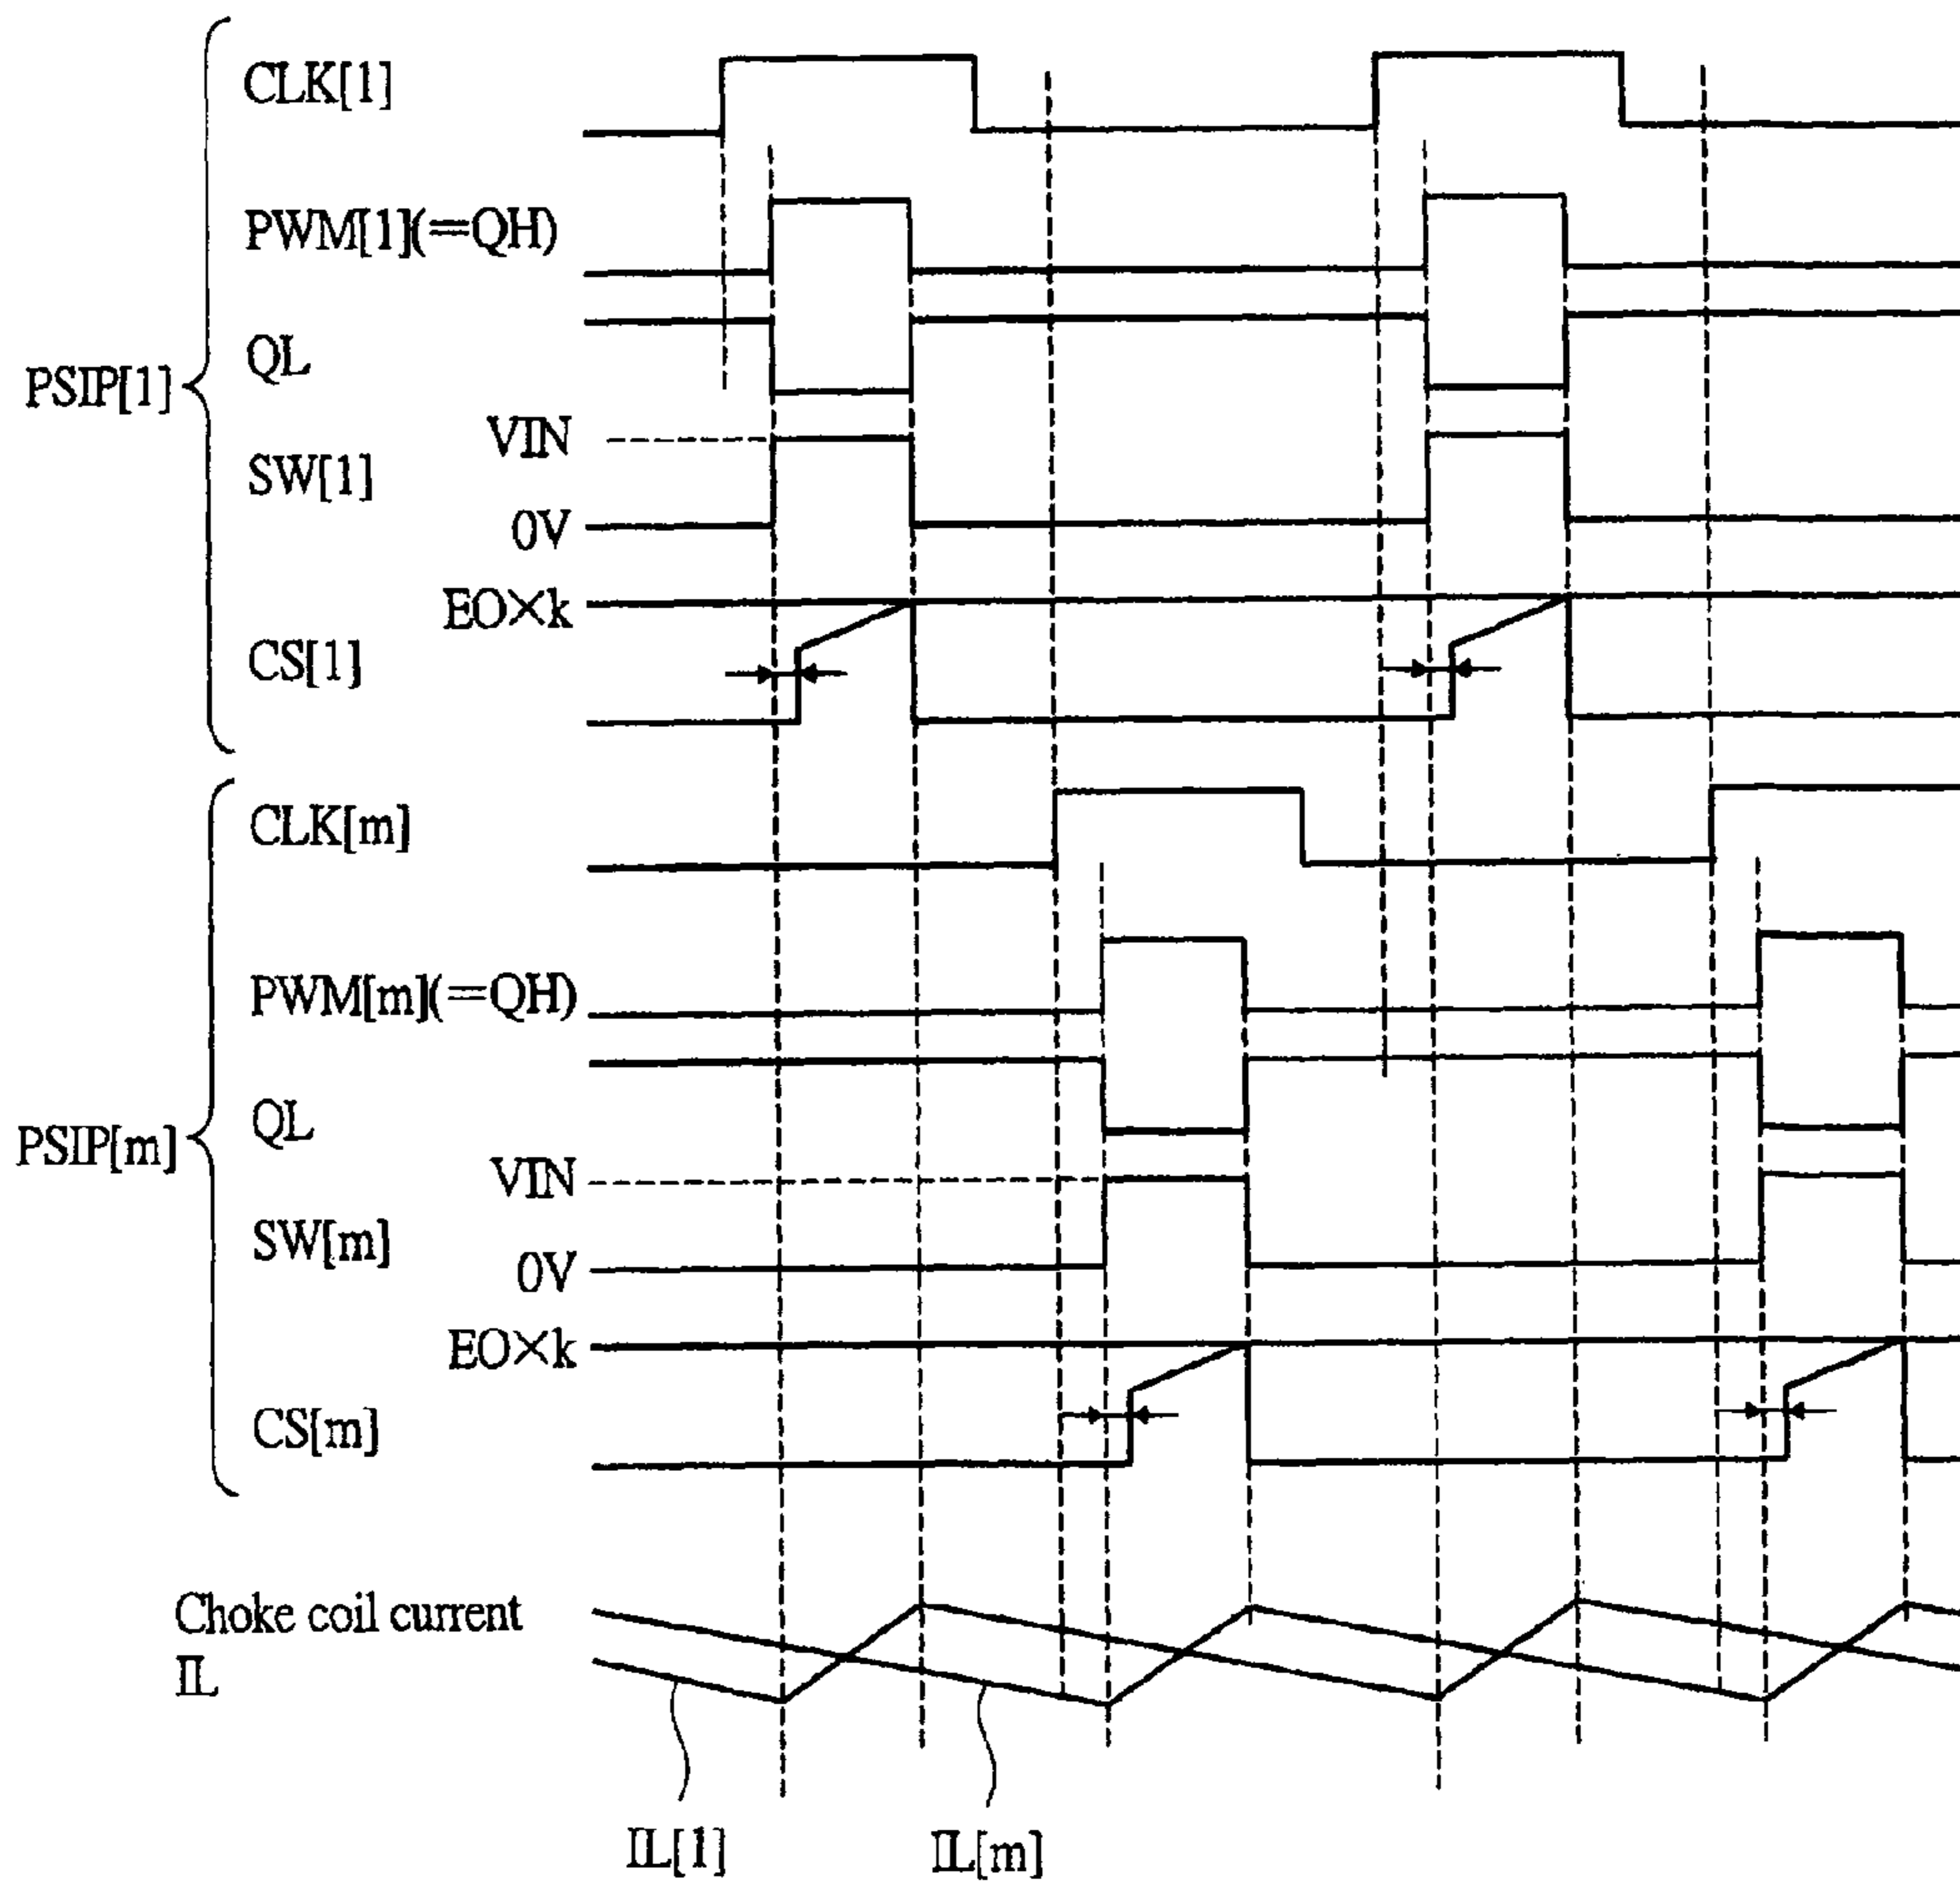 CLK[1]
PWM[1](=QH)
QL
PSIP[1]
VIN
SW[1]
0V
EO×k
CS[1]
CLK[m]
PWM[m](=QH)
QL
PSIP[m]
VIN
SW[m]
0V
EO×k
CS[m]
Choke coil current
IL
IL[1]
IL[m]